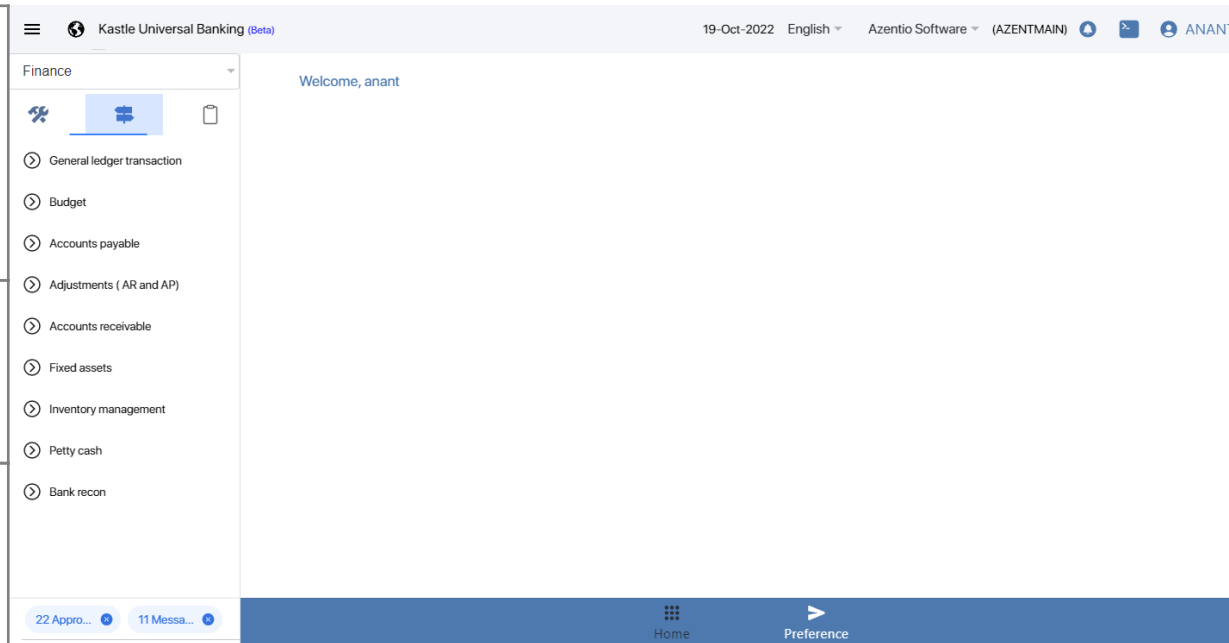 Kastle Universal Banking (Beta) 19-Oct-2022 English Azentio Software (AZENTMAIN) ANANT
Finance
Welcome, anant
General ledger transaction
Budget
Accounts payable
Adjustments ( AR and AP)
Accounts receivable
Fixed assets
Inventory management
Petty cash
Bank recon
22 Appro... 11 Messa...
Home Preference